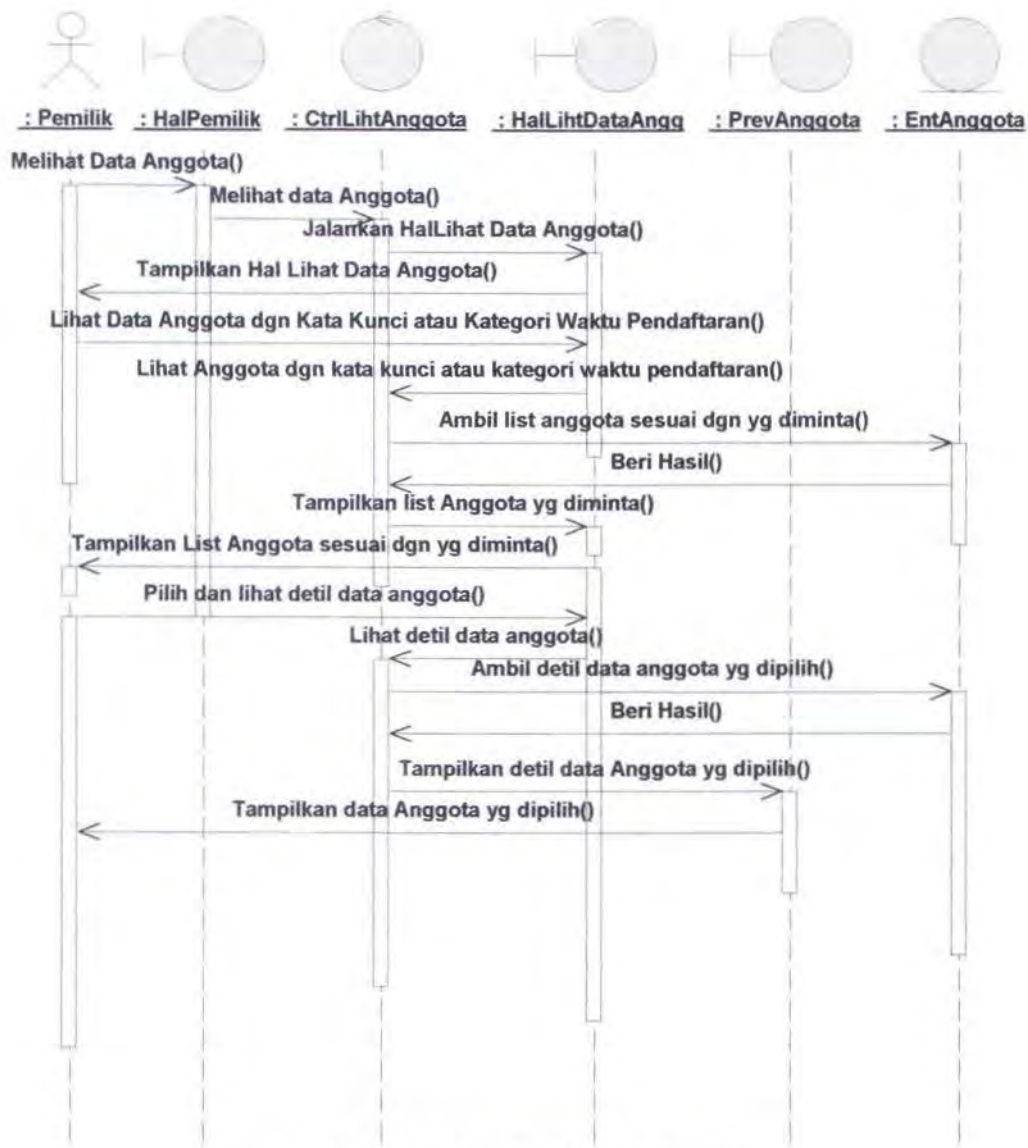 : Pemilik : HalPemilik : CtrlLihtAnggota : HalLihtDataAngg : PrevAnggota : EntAnggota
Melihat Data Anggota()
Melihat data Anggota()
Jalankan HalLihat Data Anggota()
Tampilkan Hal Lihat Data Anggota()
Lihat Data Anggota dgn Kata Kunci atau Kategori Waktu Pendaftaran()
Lihat Anggota dgn kata kunci atau kategori waktu pendaftaran()
Ambil list anggota sesuai dgn yg diminta()
Beri Hasil()
Tampilkan list Anggota yg diminta()
Tampilkan List Anggota sesuai dgn yg diminta()
Pilih dan lihat detil data anggota()
Lihat detil data anggota()
Ambil detil data anggota yg dipilih()
Beri Hasil()
Tampilkan detil data Anggota yg dipilih()
Tampilkan data Anggota yg dipilih()